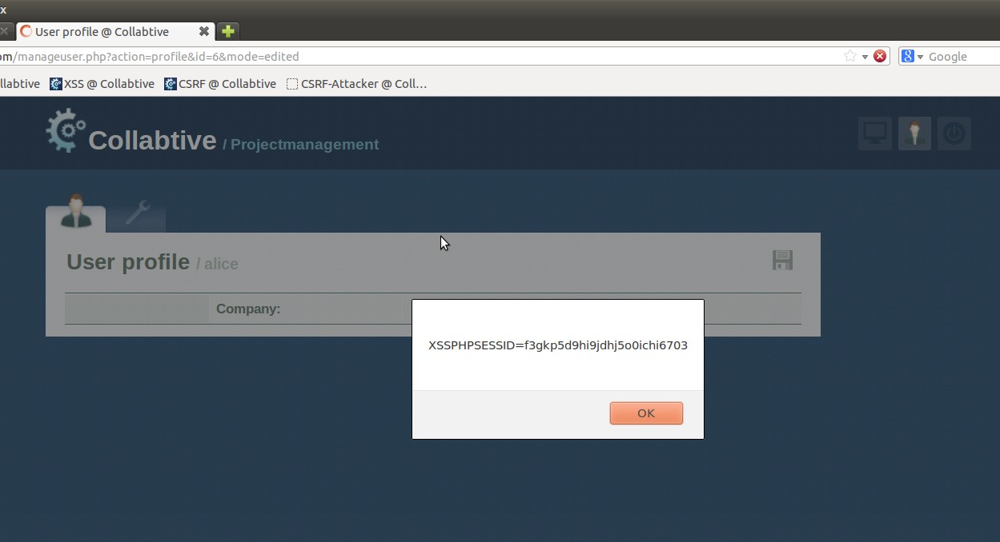 x
User profile @ Collabtive
om/manageuser.php?action=profile&id=6&mode=edited
Google
llabtive
XSS @ Collabtive
CSRF @ Collabtive
CSRF-Attacker @ Coll...
Collabtive / Projectmanagement
User profile / alice
Company:
XSSPHPSESSID=f3gkp5d9hi9jdhj5o0ichi6703
OK